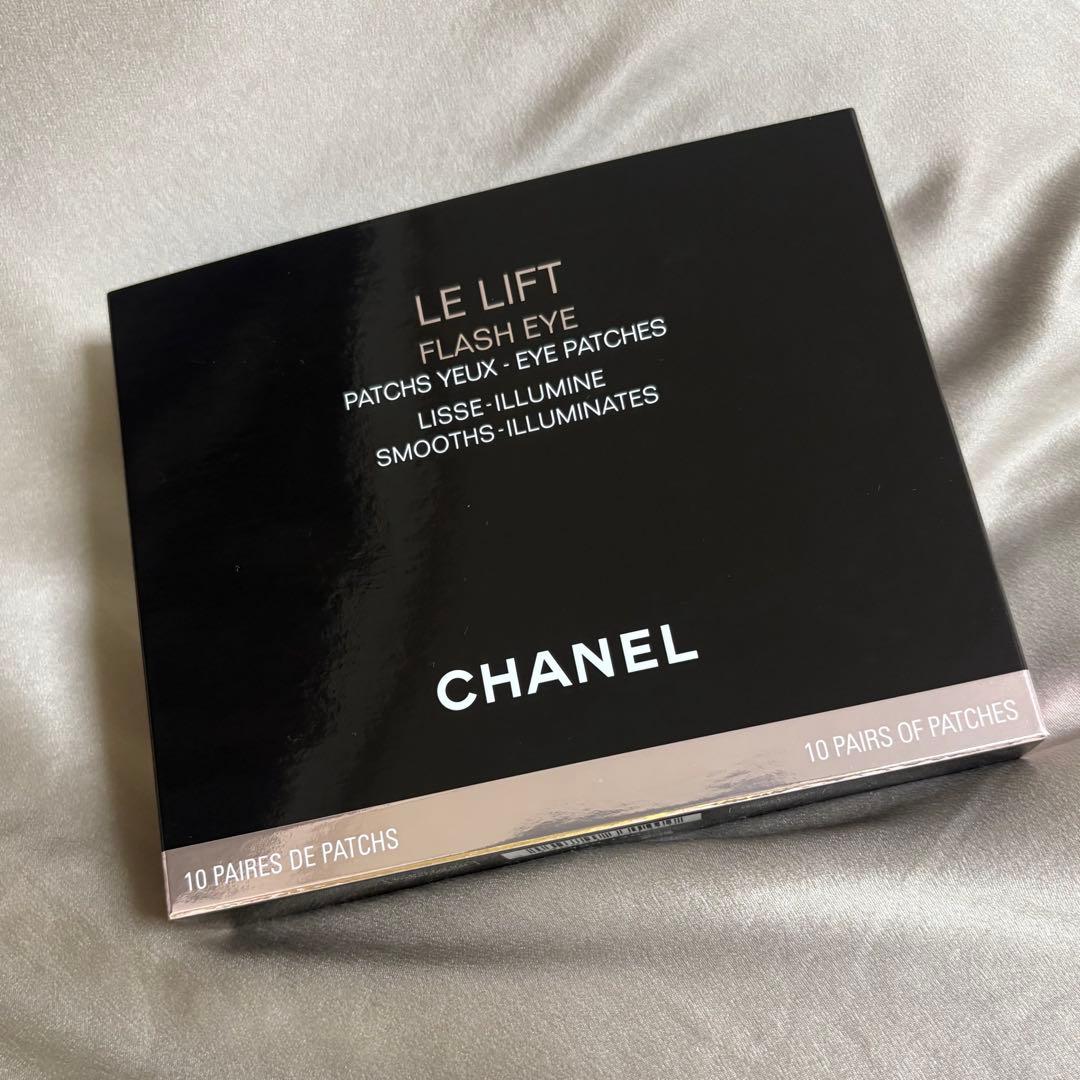 LE LIFT
FLASH EYE
PATCHS YEUX - EYE PATCHES
LISSE-ILLUMINE
SMOOTHS-ILLUMINATES
CHANEL
10 PAIRES DE PATCHS
10 PAIRS OF PATCHES